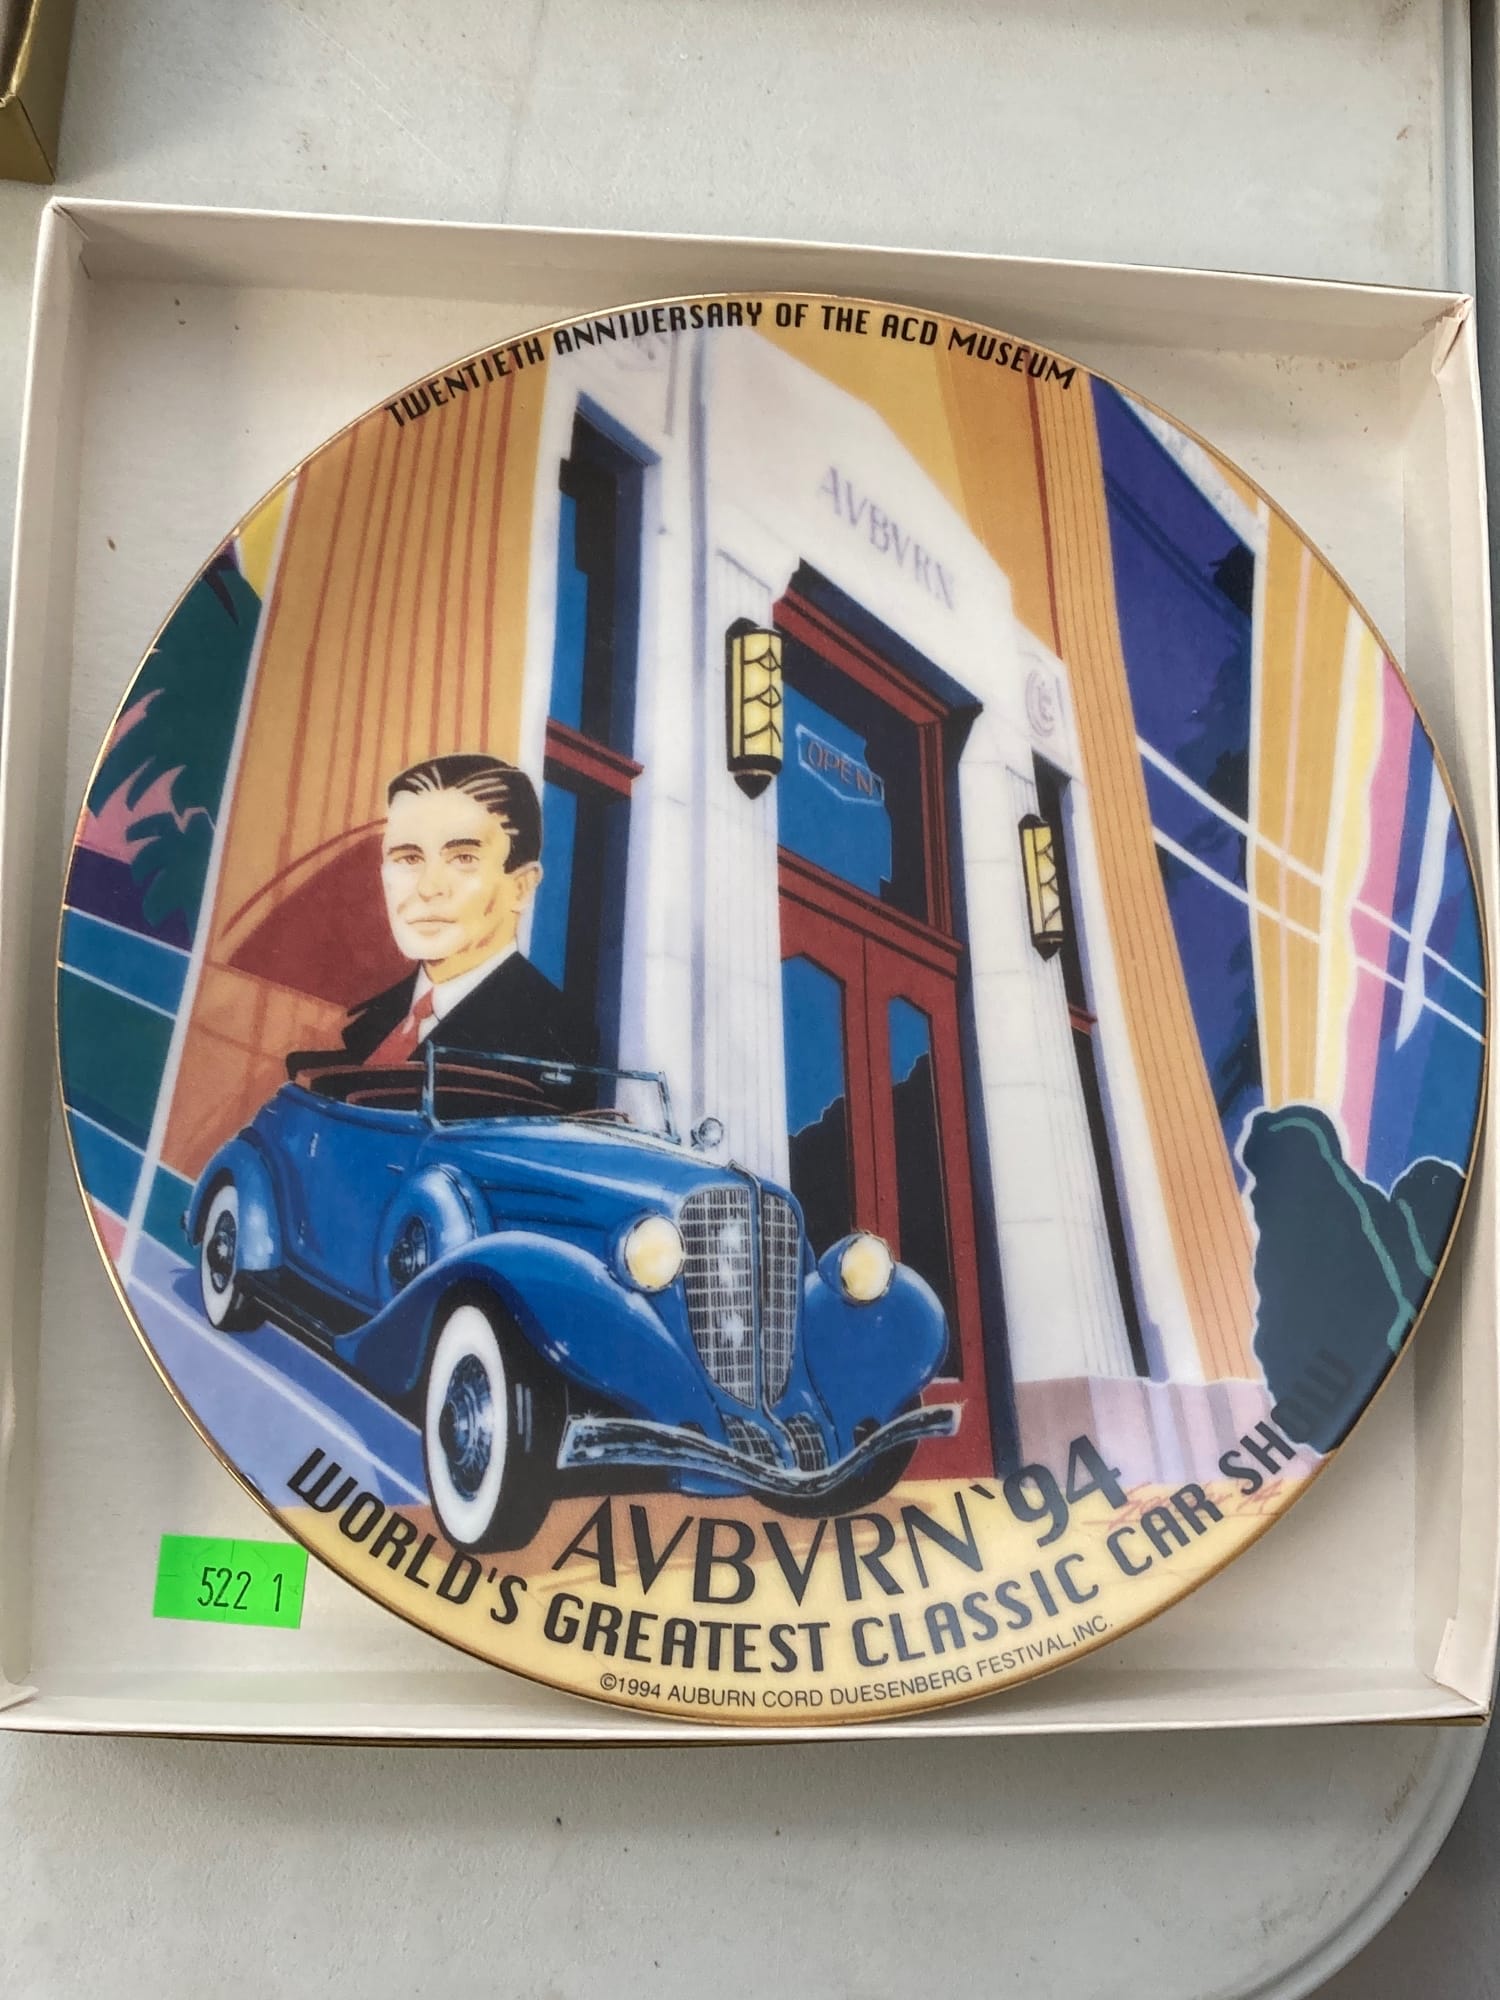 TWENTIETH ANNIVERSARY OF THE ACD MUSEUM
AVBVRN
OPEN
AVBVRN '94
WORLD'S GREATEST CLASSIC CAR SHOW
©1994 AUBURN CORD DUESENBERG FESTIVAL, INC.
522 1